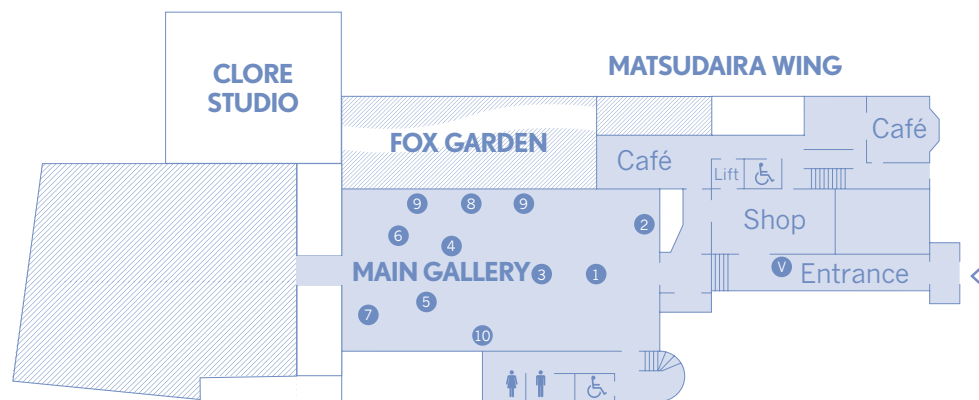 CLORE
STUDIO
MATSUDAIRA WING
FOX GARDEN
Café
Café
Lift
9
8
9
2
Shop
6
4
MAIN GALLERY
3
1
V
Entrance
5
7
10